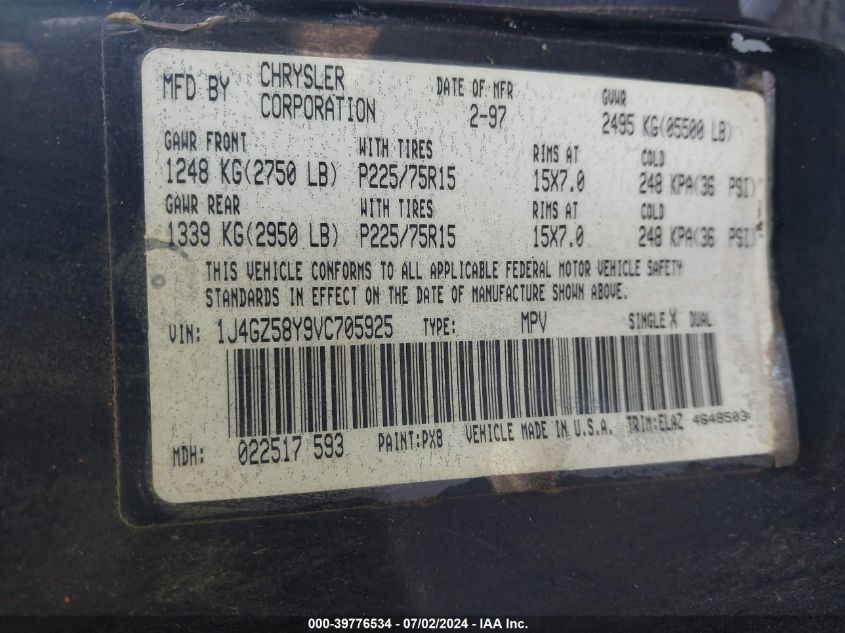 MFD BY CHRYSLER CORPORATION DATE OF MFR 2-97 GVWR 2495 KG(05500 LB)
GAWR FRONT WITH TIRES RIMS AT COLD
1248 KG(2750 LB) P225/75R15 15X7.0 248 KPA(36 PSI)
GAWR REAR WITH TIRES RIMS AT COLD
1339 KG(2950 LB) P225/75R15 15X7.0 248 KPA(36 PSI)
THIS VEHICLE CONFORMS TO ALL APPLICABLE FEDERAL MOTOR VEHICLE SAFETY
STANDARDS IN EFFECT ON THE DATE OF MANUFACTURE SHOWN ABOVE.
VIN: 1J4GZ58Y9VC705925 TYPE: MPV SINGLE X DUAL
MDH: 022517 593 PAINT:PX8 VEHICLE MADE IN U.S.A. TRIM:ELAZ 4648503
000-39776534 - 07/02/2024 - IAA Inc.